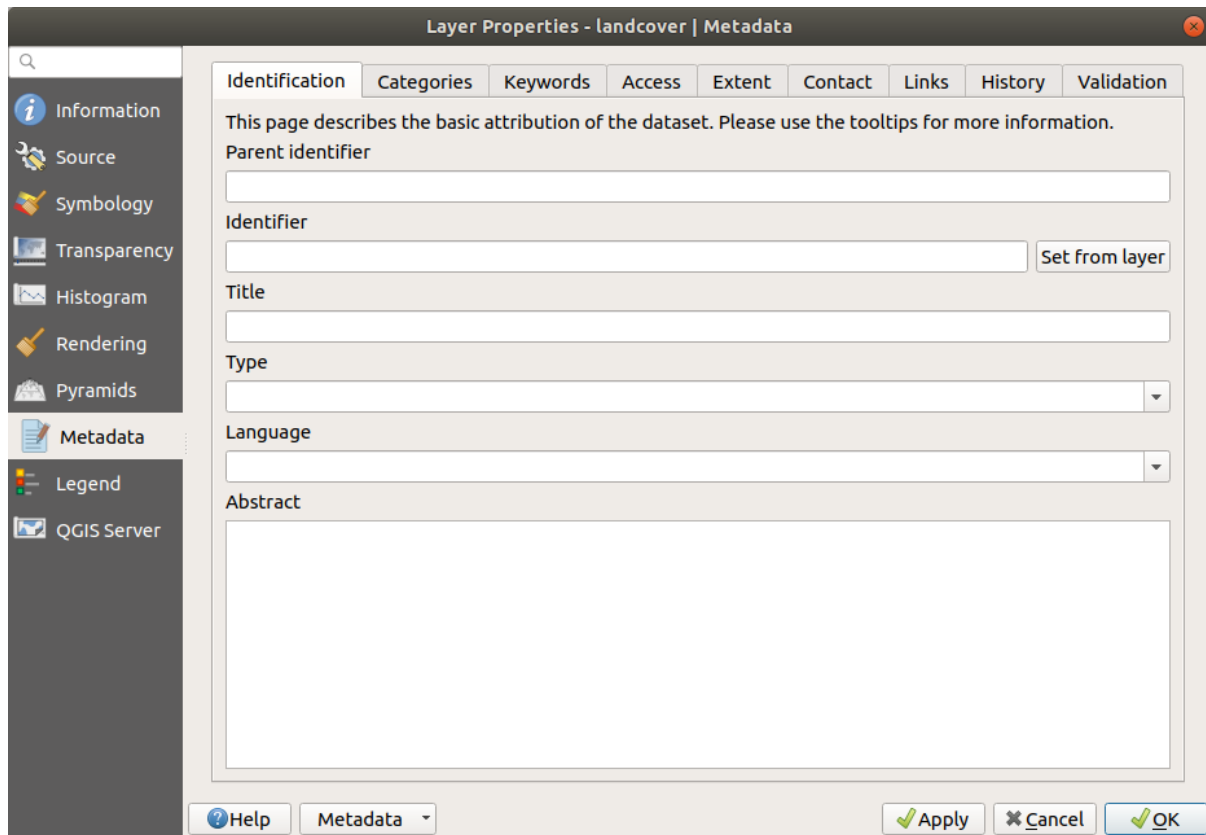 Layer Properties - landcover | Metadata
Information
Source
Symbology
Transparency
Histogram
Rendering
Pyramids
Metadata
Legend
QGIS Server
Identification Categories Keywords Access Extent Contact Links History Validation
This page describes the basic attribution of the dataset. Please use the tooltips for more information.
Parent identifier
Identifier
Set from layer
Title
Type
Language
Abstract
Help Metadata Apply Cancel OK